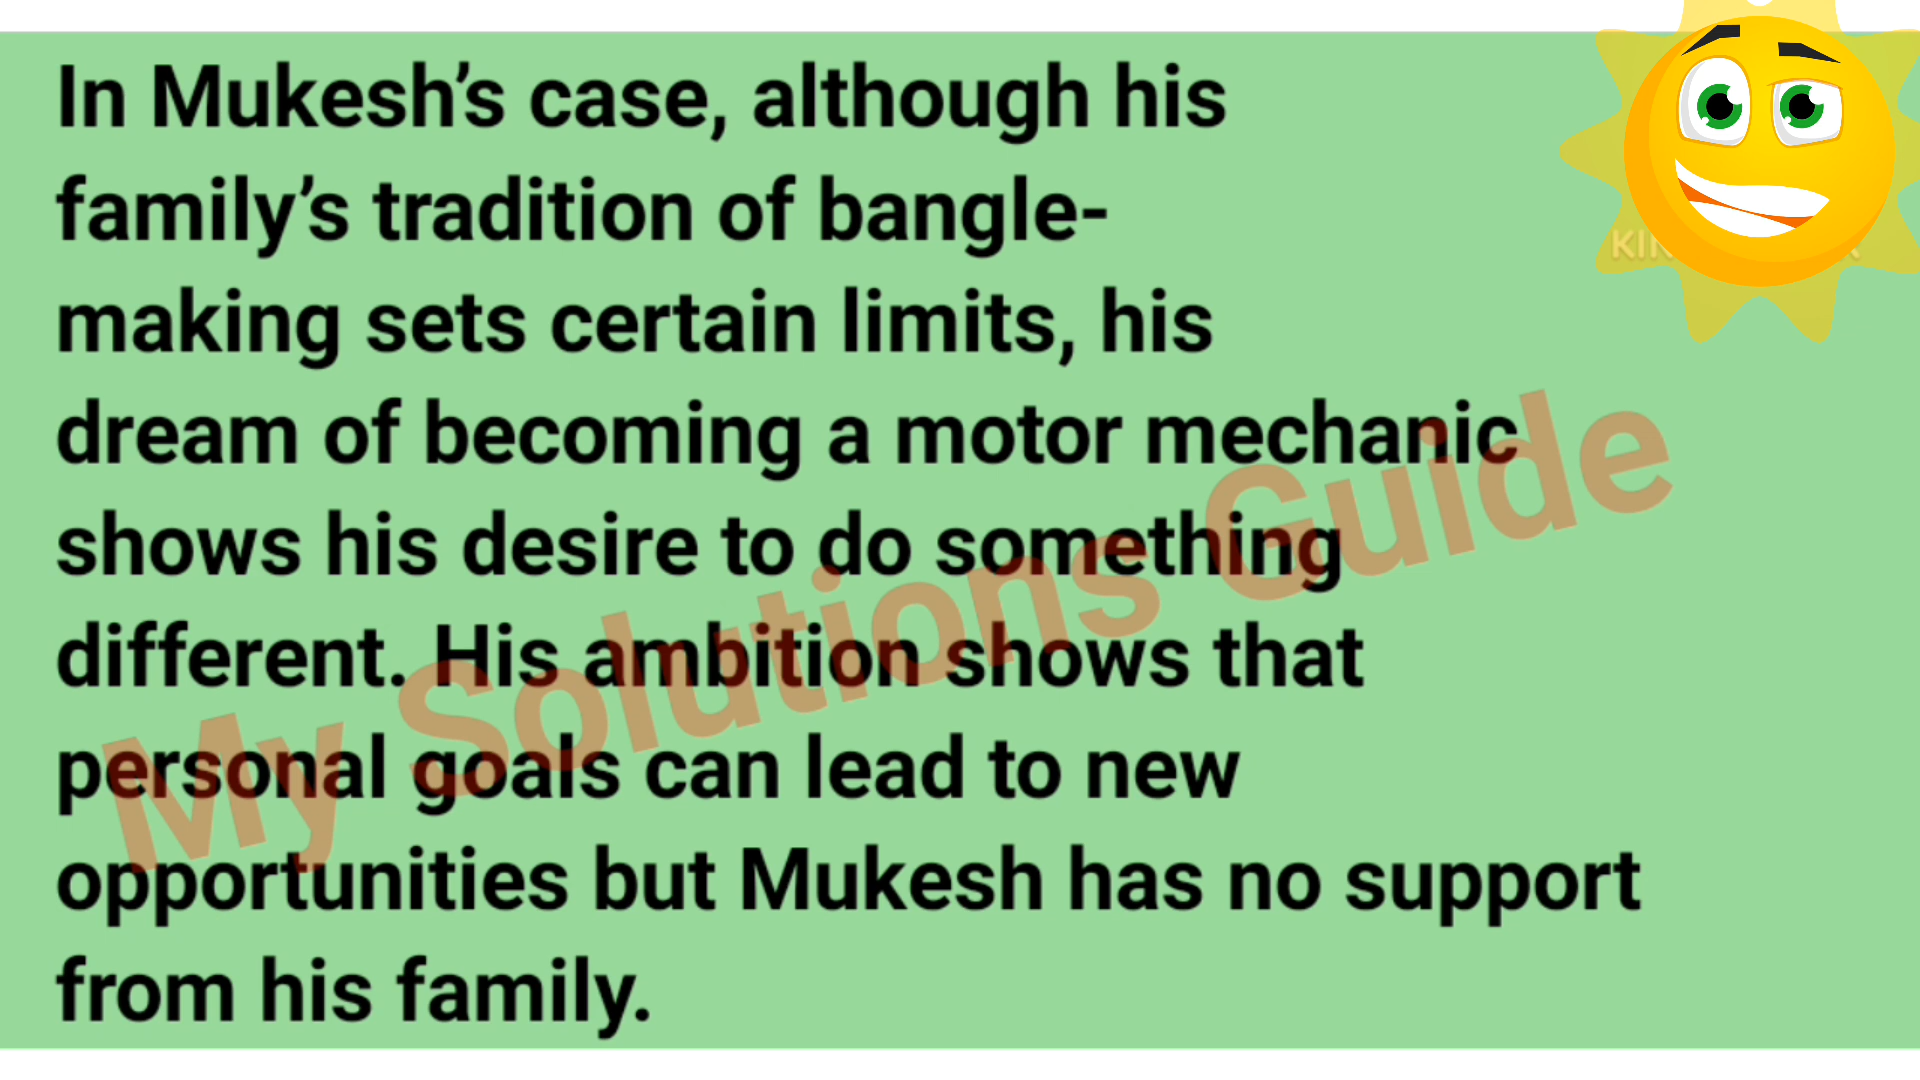 In Mukesh’s case, although his
family’s tradition of bangle-
making sets certain limits, his
dream of becoming a motor mechanic
shows his desire to do something
different. His ambition shows that
personal goals can lead to new
opportunities but Mukesh has no support
from his family.
My Solutions Guide